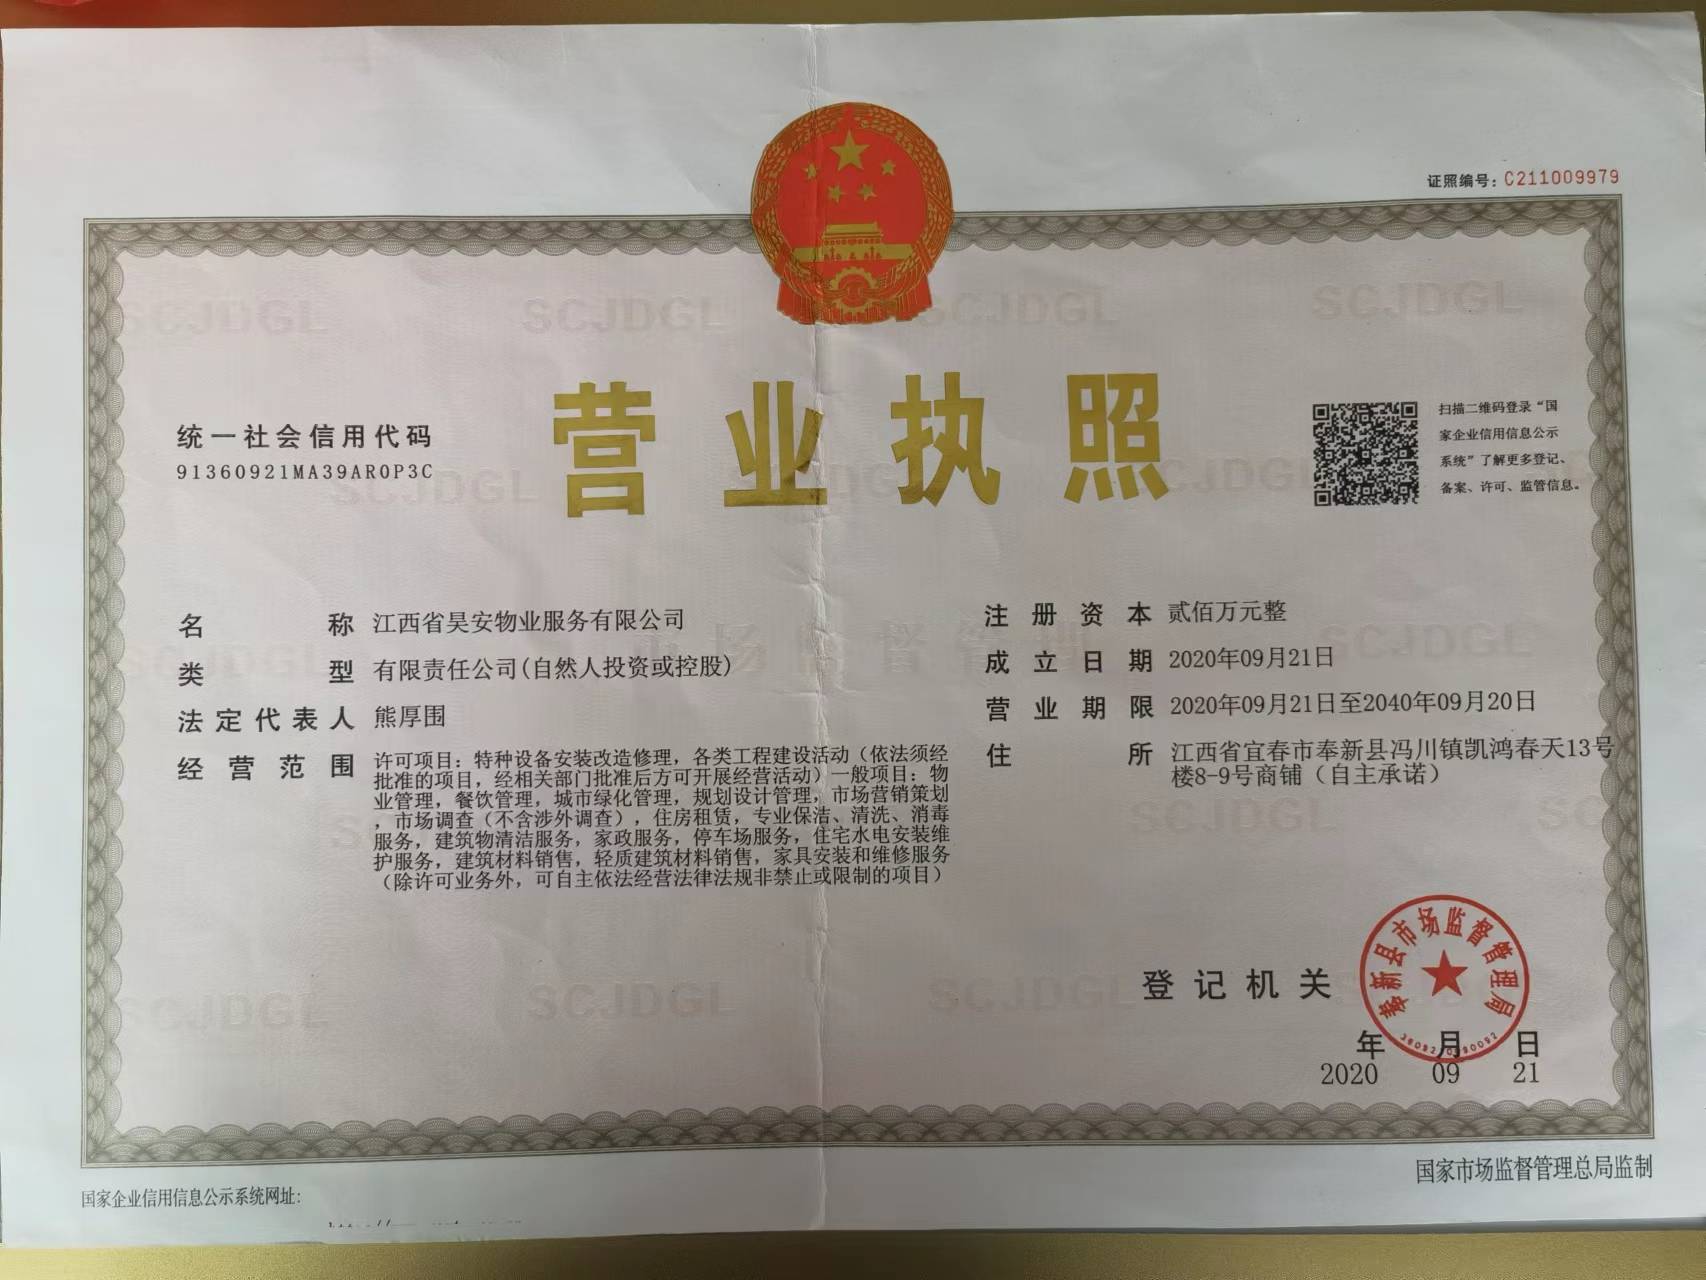 证照编号：C211009979
营业执照
统一社会信用代码
91360921MA39AR0P3C
扫描二维码登录“国
家企业信用信息公示
系统”了解更多登记、
备案、许可、监管信息。
名称 江西省昊安物业服务有限公司
类型 有限责任公司(自然人投资或控股)
法定代表人 熊厚围
经营范围 许可项目：特种设备安装改造修理，各类工程建设活动（依法须经
批准的项目，经相关部门批准后方可开展经营活动）一般项目：物
业管理，餐饮管理，城市绿化管理，规划设计管理，市场营销策划
，市场调查（不含涉外调查），住房租赁，专业保洁、清洗、消毒
服务，建筑物清洁服务，家政服务，停车场服务，住宅水电安装维
护服务，建筑材料销售，轻质建筑材料销售，家具安装和维修服务
（除许可业务外，可自主依法经营法律法规非禁止或限制的项目）
注册资本 贰佰万元整
成立日期 2020年09月21日
营业期限 2020年09月21日至2040年09月20日
住所 江西省宜春市奉新县冯川镇凯鸿春天13号
楼8-9号商铺（自主承诺）
登记机关
奉新县市场监督管理局
年 月 日
2020 09 21
国家企业信用信息公示系统网址：
国家市场监督管理总局监制
SCJDGL